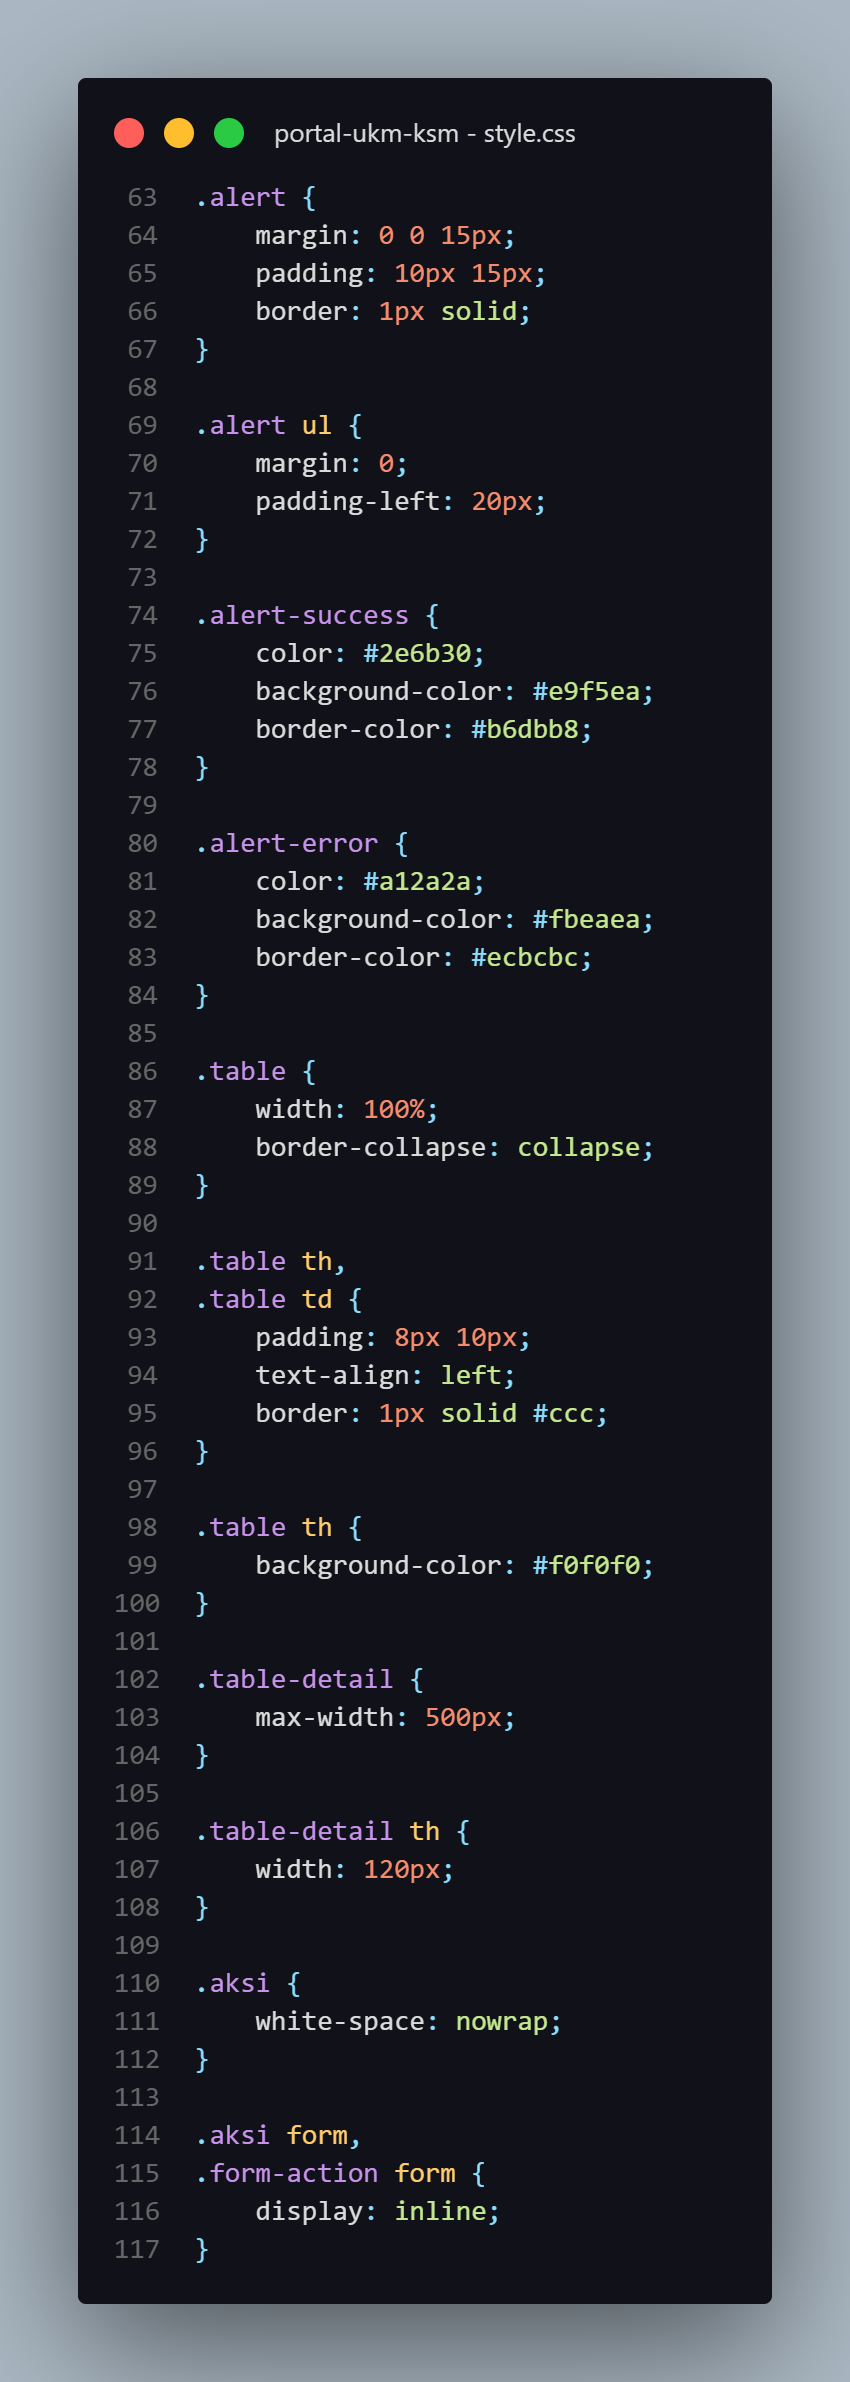 portal-ukm-ksm - style.css
63 .alert {
64     margin: 0 0 15px;
65     padding: 10px 15px;
66     border: 1px solid;
67 }
68
69 .alert ul {
70     margin: 0;
71     padding-left: 20px;
72 }
73
74 .alert-success {
75     color: #2e6b30;
76     background-color: #e9f5ea;
77     border-color: #b6dbb8;
78 }
79
80 .alert-error {
81     color: #a12a2a;
82     background-color: #fbeaea;
83     border-color: #ecbcbc;
84 }
85
86 .table {
87     width: 100%;
88     border-collapse: collapse;
89 }
90
91 .table th,
92 .table td {
93     padding: 8px 10px;
94     text-align: left;
95     border: 1px solid #ccc;
96 }
97
98 .table th {
99     background-color: #f0f0f0;
100 }
101
102 .table-detail {
103     max-width: 500px;
104 }
105
106 .table-detail th {
107     width: 120px;
108 }
109
110 .aksi {
111     white-space: nowrap;
112 }
113
114 .aksi form,
115 .form-action form {
116     display: inline;
117 }